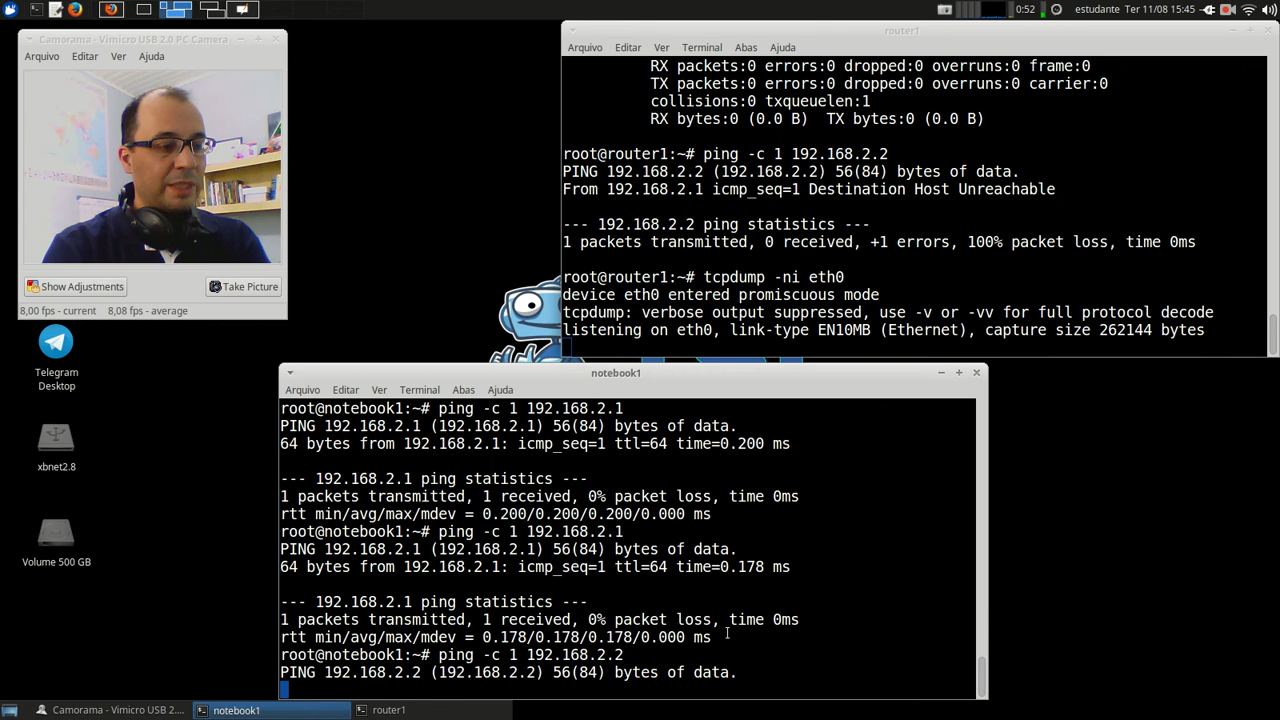 0:52
estudante
Ter 11/08 15:45
Camorama - Vimicro USB 2.0 PC Camera
Arquivo Editar Ver Ajuda
Show Adjustments
Take Picture
8,00 fps - current 8,08 fps - average
Telegram
Desktop
xbnet2.8
Volume 500 GB
router1
Arquivo Editar Ver Terminal Abas Ajuda
RX packets:0 errors:0 dropped:0 overruns:0 frame:0
TX packets:0 errors:0 dropped:0 overruns:0 carrier:0
collisions:0 txqueuelen:1
RX bytes:0 (0.0 B) TX bytes:0 (0.0 B)
root@router1:~# ping -c 1 192.168.2.2
PING 192.168.2.2 (192.168.2.2) 56(84) bytes of data.
From 192.168.2.1 icmp_seq=1 Destination Host Unreachable
--- 192.168.2.2 ping statistics ---
1 packets transmitted, 0 received, +1 errors, 100% packet loss, time 0ms
root@router1:~# tcpdump -ni eth0
device eth0 entered promiscuous mode
tcpdump: verbose output suppressed, use -v or -vv for full protocol decode
listening on eth0, link-type EN10MB (Ethernet), capture size 262144 bytes
notebook1
Arquivo Editar Ver Terminal Abas Ajuda
root@notebook1:~# ping -c 1 192.168.2.1
PING 192.168.2.1 (192.168.2.1) 56(84) bytes of data.
64 bytes from 192.168.2.1: icmp_seq=1 ttl=64 time=0.200 ms
--- 192.168.2.1 ping statistics ---
1 packets transmitted, 1 received, 0% packet loss, time 0ms
rtt min/avg/max/mdev = 0.200/0.200/0.200/0.000 ms
root@notebook1:~# ping -c 1 192.168.2.1
PING 192.168.2.1 (192.168.2.1) 56(84) bytes of data.
64 bytes from 192.168.2.1: icmp_seq=1 ttl=64 time=0.178 ms
--- 192.168.2.1 ping statistics ---
1 packets transmitted, 1 received, 0% packet loss, time 0ms
rtt min/avg/max/mdev = 0.178/0.178/0.178/0.000 ms
root@notebook1:~# ping -c 1 192.168.2.2
PING 192.168.2.2 (192.168.2.2) 56(84) bytes of data.
Camorama - Vimicro USB 2....
notebook1
router1